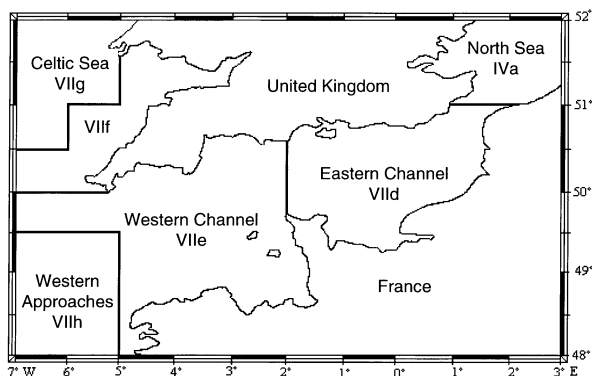 52°
Celtic Sea
VIIg
North Sea
IVa
United Kingdom
51°
VIIf
Eastern Channel
VIId
50°
Western Channel
VIIe
Western
Approaches
VIIh
France
49°
48°
7° W 6° 5° 4° 3° 2° 1° 0° 1° 2° 3° E